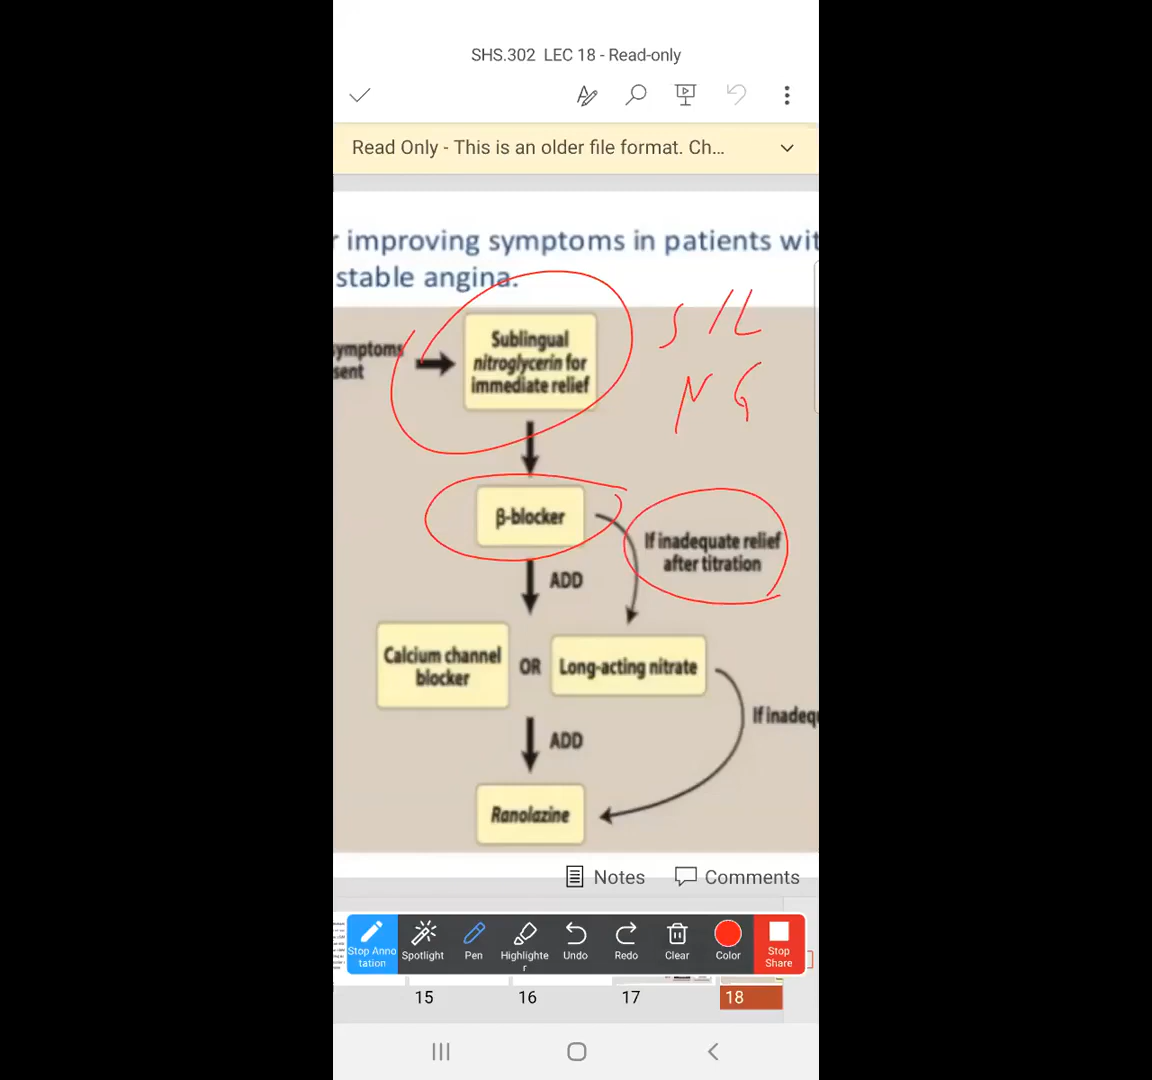 SHS.302 LEC 18 - Read-only
Read Only - This is an older file format. Ch...
improving symptoms in patients wit
stable angina.
ymptoms
sent
Sublingual
nitroglycerin for
immediate relief
S/L
NG
β-blocker
If inadequate relief
after titration
ADD
Calcium channel
blocker
OR
Long-acting nitrate
If inadeq
ADD
Ranolazine
Notes
Comments
Stop Anno
tation
Spotlight
Pen
Highlighte
r
Undo
Redo
Clear
Color
Stop
Share
15
16
17
18